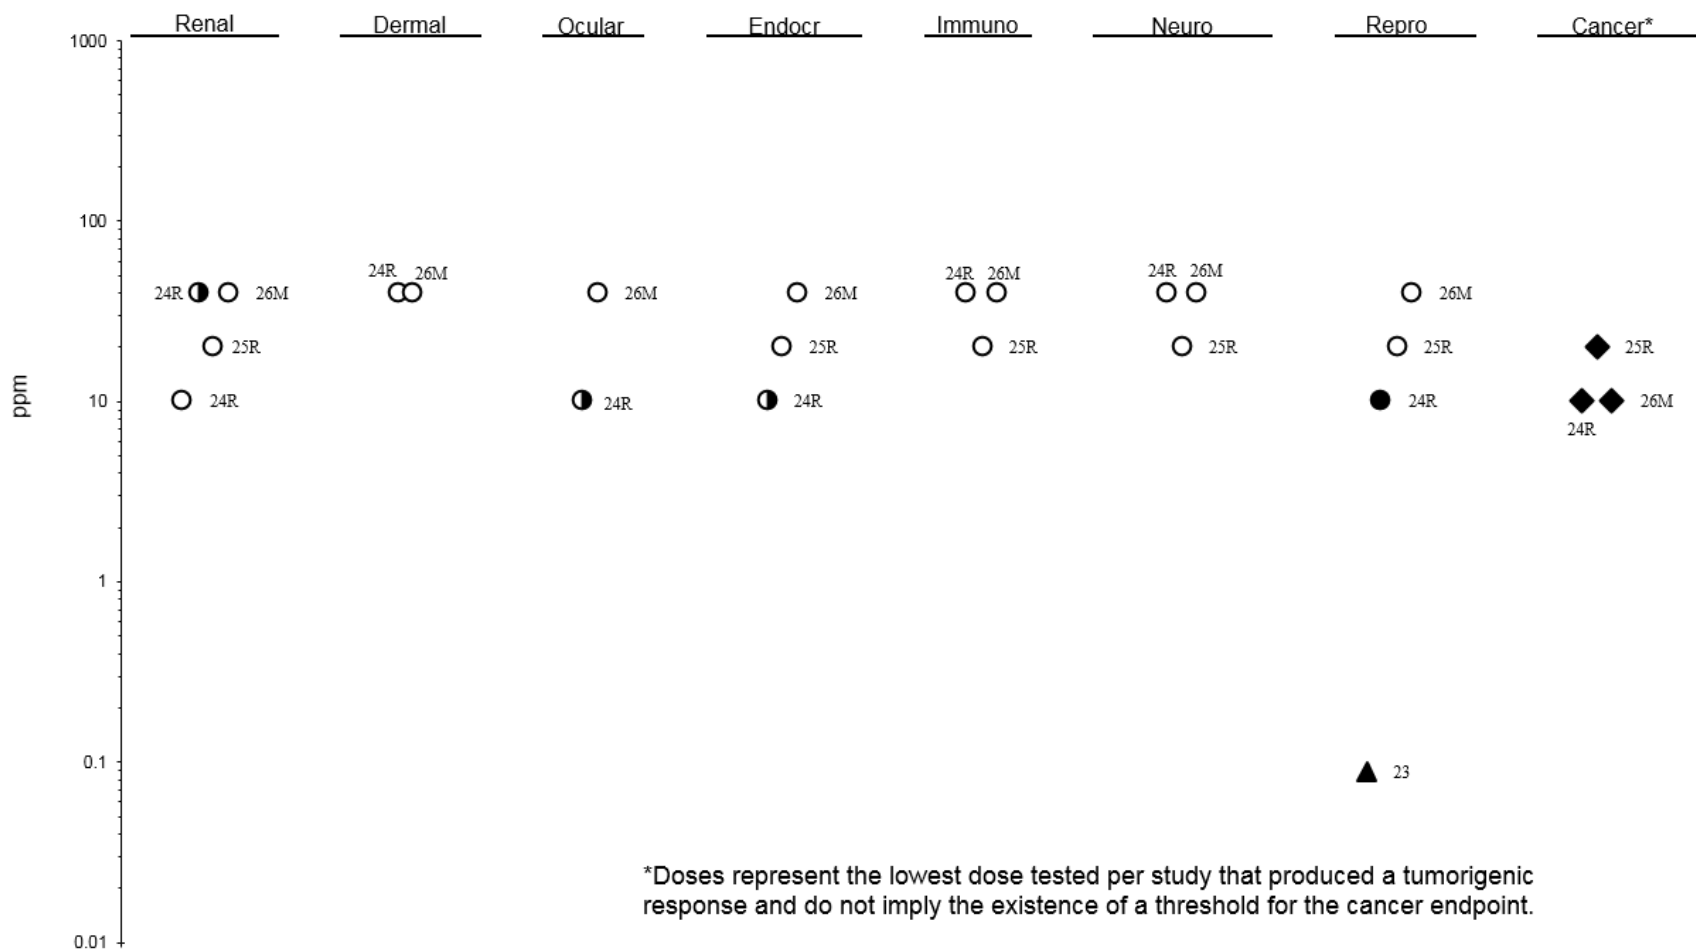 Renal Dermal Ocular Endocr Immuno Neuro Repro Cancer*
1000
100
24R 26M 24R 26M 26M 26M 24R 26M 24R 26M 26M
25R 25R 25R 25R 25R 25R
10
24R 24R 24R 24R 26M
24R
ppm
1
0.1
23
*Doses represent the lowest dose tested per study that produced a tumorigenic
response and do not imply the existence of a threshold for the cancer endpoint.
0.01